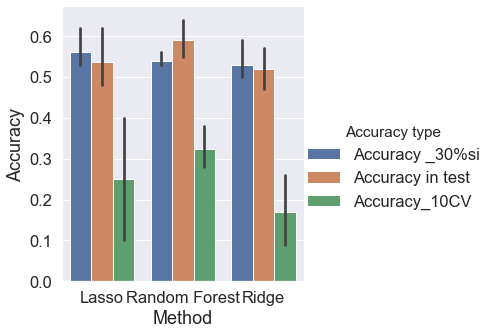 0.6
0.5
0.4
0.3
0.2
0.1
0.0
Accuracy
Lasso Random Forest Ridge
Method
Accuracy type
Accuracy _30%si
Accuracy in test
Accuracy_10CV